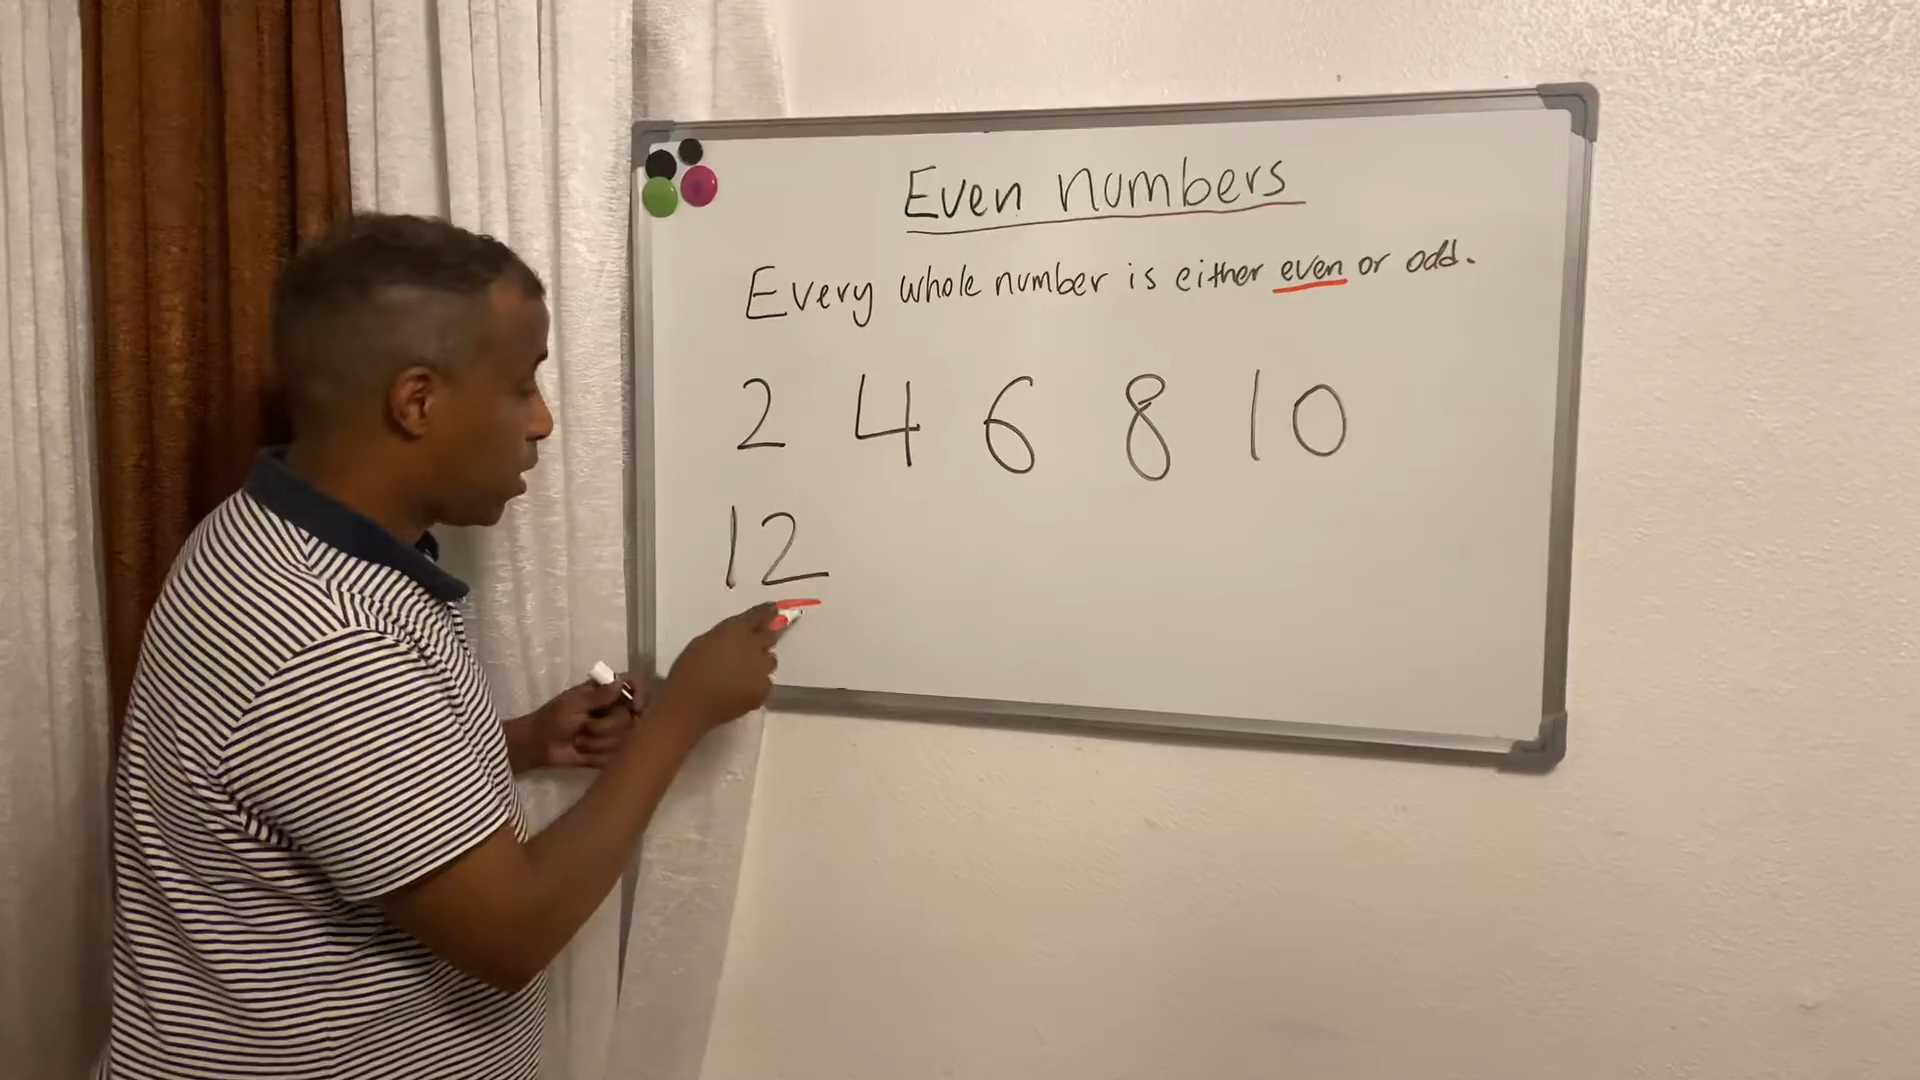 Even numbers
Every whole number is either even or odd.
2 4 6 8 10
12